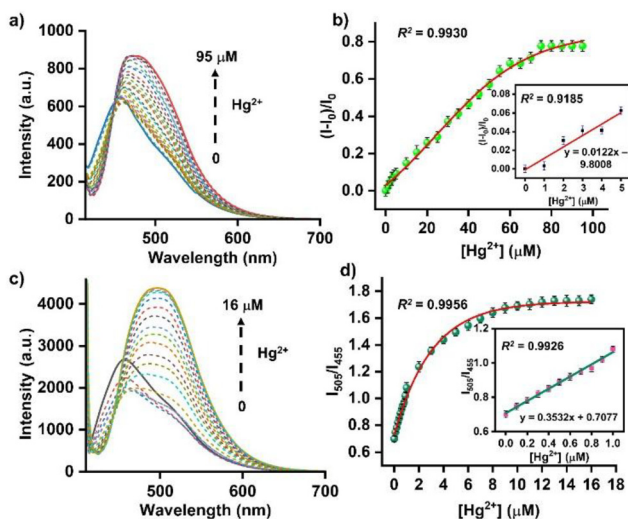 a)
95 μM
Hg²⁺
0
Intensity (a.u.)
1000
800
600
400
200
0
500
600
700
Wavelength (nm)
b)
R² = 0.9930
(I-I₀)/I₀
0.8
0.6
0.4
0.2
0.0
0 20 40 60 80 100
[Hg²⁺] (μM)
R² = 0.9185
(I-I₀)/I₀
0.06
0.04
0.02
0.00
y = 0.0122x –
9.8008
0 1 2 3 4 5
[Hg²⁺] (μM)
c)
16 μM
Hg²⁺
0
Intensity (a.u.)
4000
3000
2000
1000
0
500
600
700
Wavelength (nm)
d)
R² = 0.9956
I₅₀₅/I₄₅₅
1.8
1.6
1.4
1.2
1.0
0.8
0.6
0 2 4 6 8 10 12 14 16 18
[Hg²⁺] (μM)
R² = 0.9926
I₅₀₅/I₄₅₅
1.2
1.0
0.8
0.6
y = 0.3532x + 0.7077
0.0 0.2 0.4 0.6 0.8 1.0
[Hg²⁺] (μM)